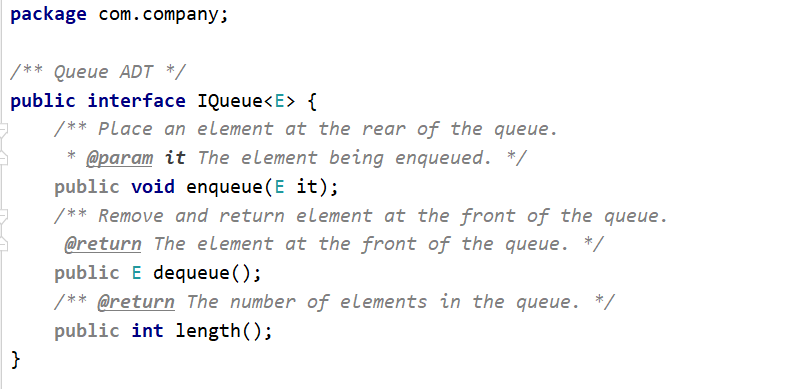 package com.company;
/** Queue ADT */
public interface IQueue<E> {
/** Place an element at the rear of the queue.
* @param it The element being enqueued. */
public void enqueue(E it);
/** Remove and return element at the front of the queue.
@return The element at the front of the queue. */
public E dequeue();
/** @return The number of elements in the queue. */
public int length();
}